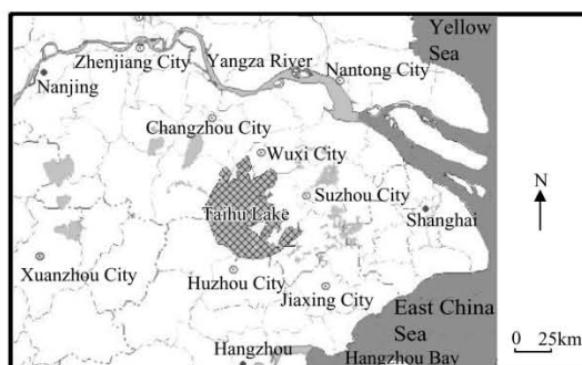 Yellow
Sea
Zhenjiang City
Yangza River
Nantong City
Nanjing
Changzhou City
Wuxi City
N
Suzhou City
Taihu Lake
Shanghai
Xuanzhou City
Huzhou City
Jiaxing City
East China
Sea
0 25km
Hangzhou
Hangzhou Bay